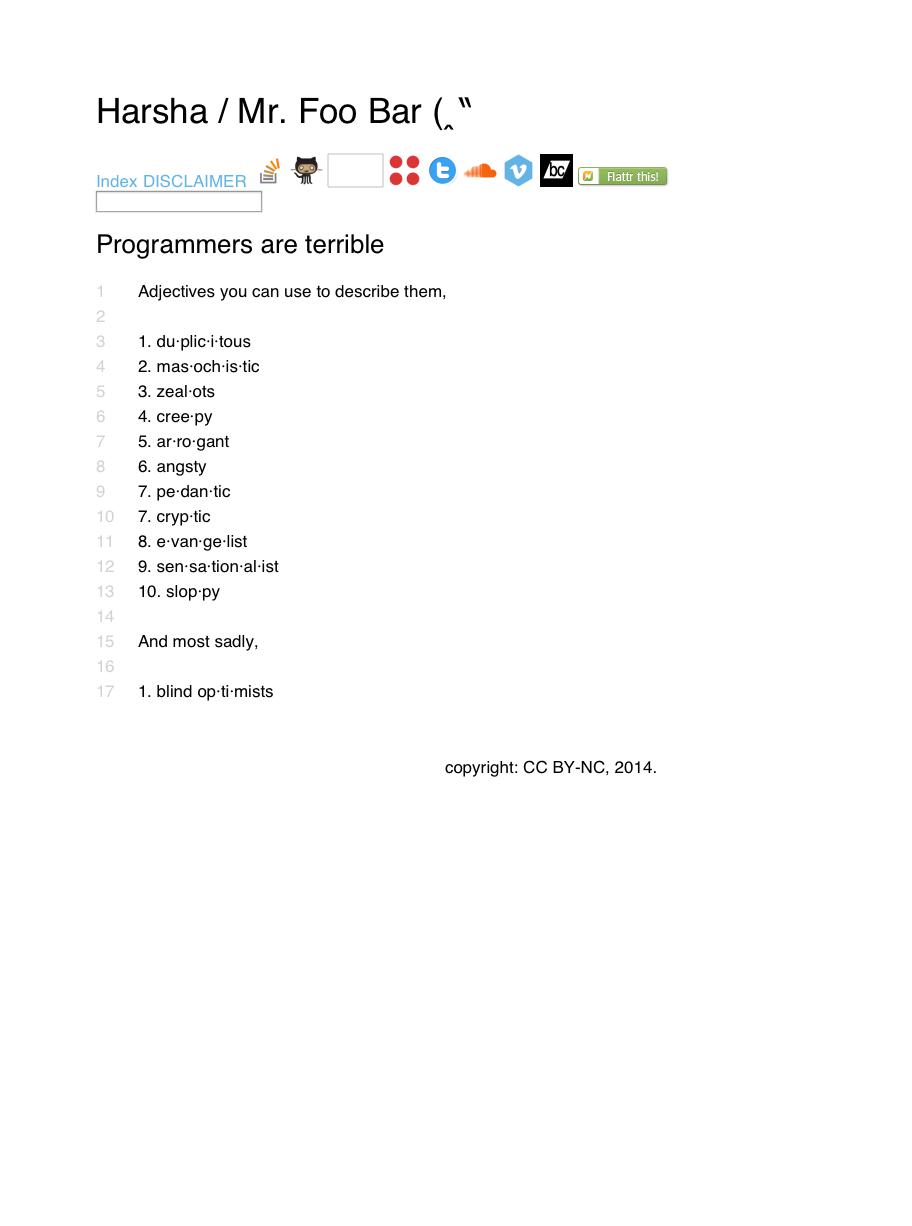 Harsha / Mr. Foo Bar (‸ ‟
Index DISCLAIMER bc Flattr this!
Programmers are terrible
1 Adjectives you can use to describe them,
2
3 1. du·plic·i·tous
4 2. mas·och·is·tic
5 3. zeal·ots
6 4. cree·py
7 5. ar·ro·gant
8 6. angsty
9 7. pe·dan·tic
10 7. cryp·tic
11 8. e·van·ge·list
12 9. sen·sa·tion·al·ist
13 10. slop·py
14
15 And most sadly,
16
17 1. blind op·ti·mists
copyright: CC BY-NC, 2014.